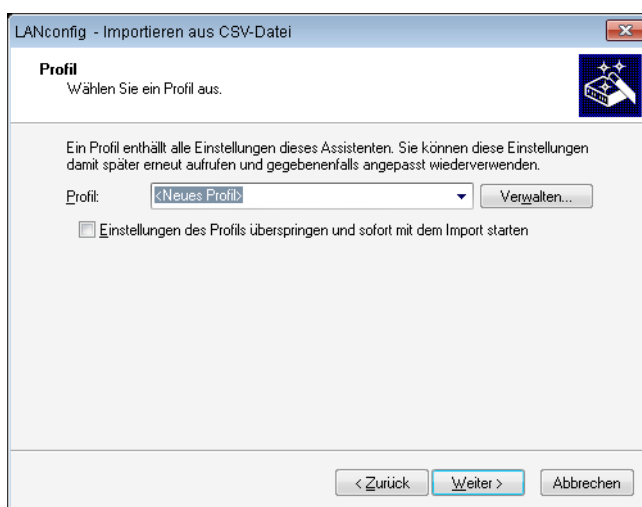 LANconfig - Importieren aus CSV-Datei
Profil
Wählen Sie ein Profil aus.
Ein Profil enthällt alle Einstellungen dieses Assistenten. Sie können diese Einstellungen
damit später erneut aufrufen und gegebenenfalls angepasst wiederverwenden.
Profil: <Neues Profil> Verwalten...
Einstellungen des Profils überspringen und sofort mit dem Import starten
< Zurück Weiter > Abbrechen